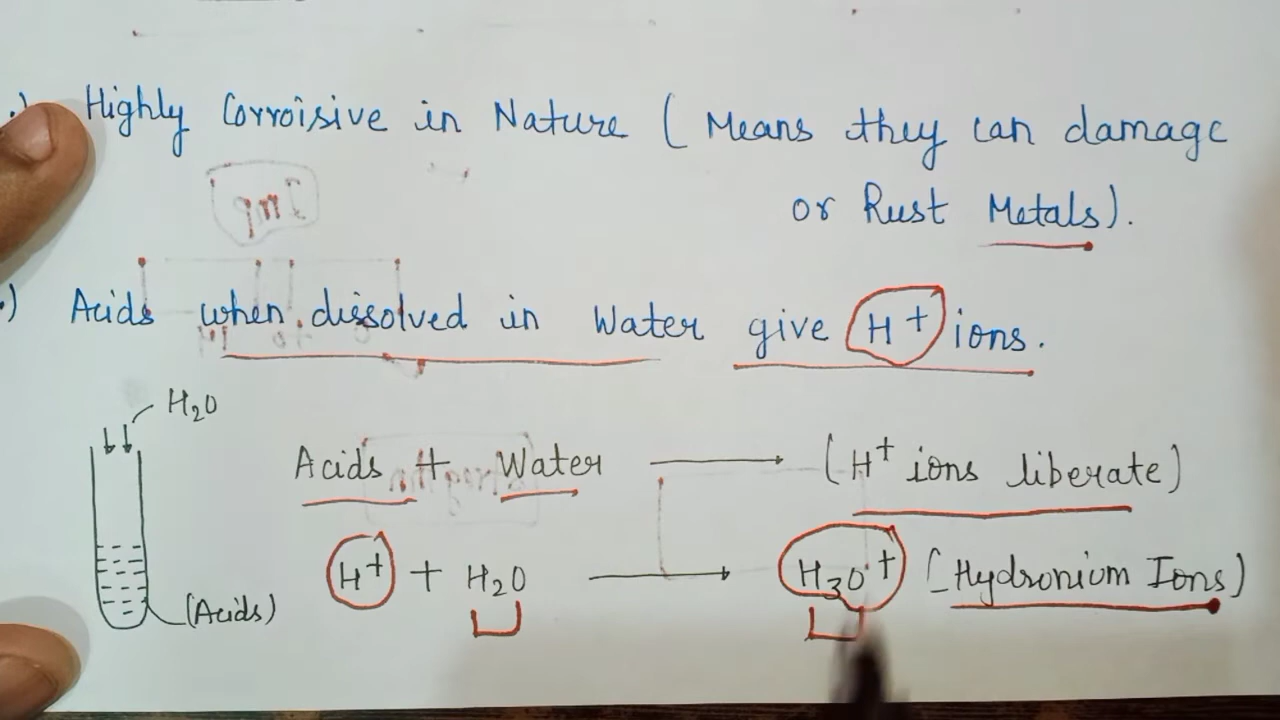 .) Highly Corroisive in Nature ( Means they can damage
or Rust Metals).
.) Acids when dissolved in Water give H⁺ ions.
H₂O
Acids + Water ⟶ (H⁺ ions liberate)
H⁺ + H₂O ⟶ H₃O⁺ (Hydronium Ions)
(Acids)